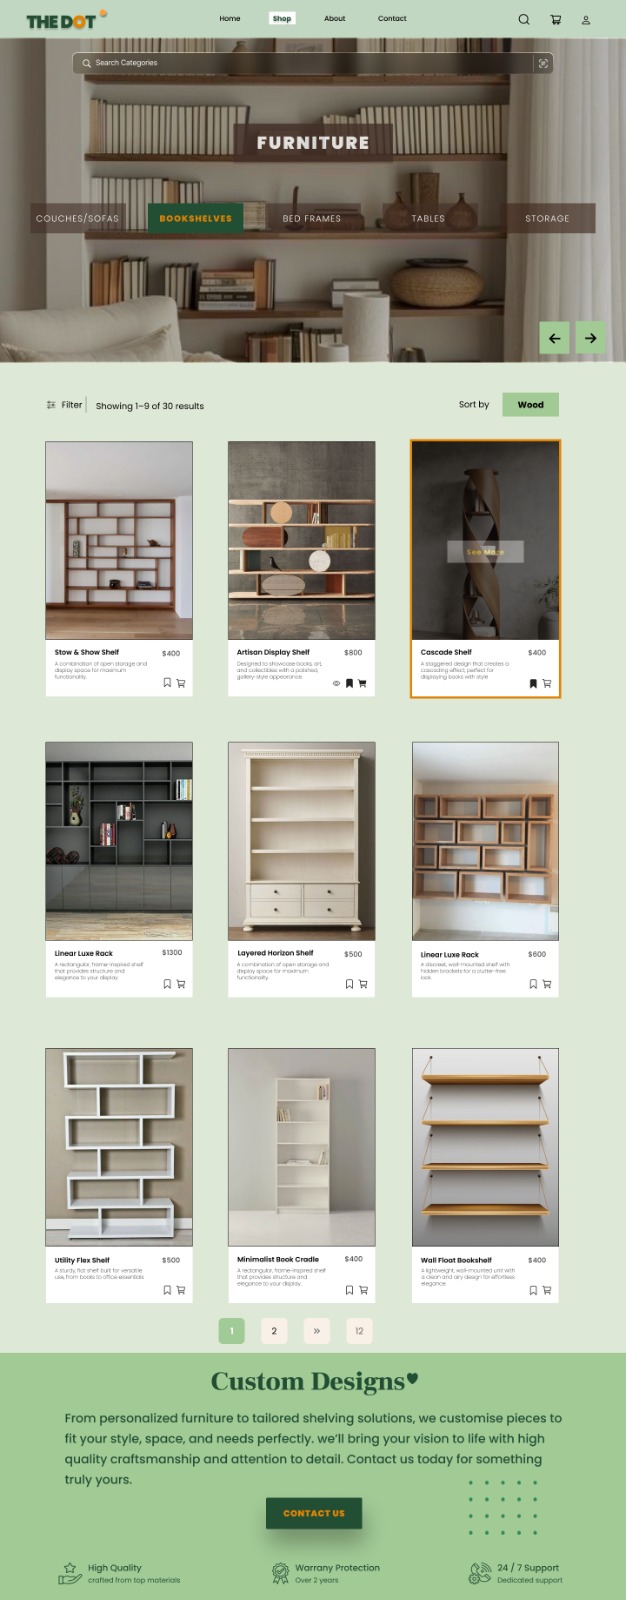 THE DOT
Home
Shop
About
Contact
Search Categories
FURNITURE
COUCHES/SOFAS
BOOKSHELVES
BED FRAMES
TABLES
STORAGE
Filter
Showing 1–9 of 30 results
Sort by
Wood
See More
Stow & Show Shelf
$400
A combination of open storage and
display space for maximum
functionality.
Artisan Display Shelf
$800
Designed to showcase books, art,
and collectibles with a polished,
gallery-style appearance.
Cascade Shelf
$400
A staggered design that creates a
cascading effect, perfect for
displaying books with style
Linear Luxe Rack
$1300
A rectangular, frame-inspired shelf
that provides structure and
elegance to your display.
Layered Horizon Shelf
$500
A combination of open storage and
display space for maximum
functionality.
Linear Luxe Rack
$600
A discreet, wall-mounted shelf with
hidden brackets for a clutter-free
look.
Utility Flex Shelf
$500
A sturdy, flat shelf built for versatile
use, from books to office essentials
Minimalist Book Cradle
$400
A rectangular, frame-inspired shelf
that provides structure and
elegance to your display.
Wall Float Bookshelf
$400
A lightweight, wall-mounted unit with
a clean and airy design for effortless
elegance.
1
2
»
12
Custom Designs
From personalized furniture to tailored shelving solutions, we customise pieces to
fit your style, space, and needs perfectly. we'll bring your vision to life with high
quality craftsmanship and attention to detail. Contact us today for something
truly yours.
CONTACT US
High Quality
crafted from top materials
Warrany Protection
Over 2 years
24 / 7 Support
Dedicated support